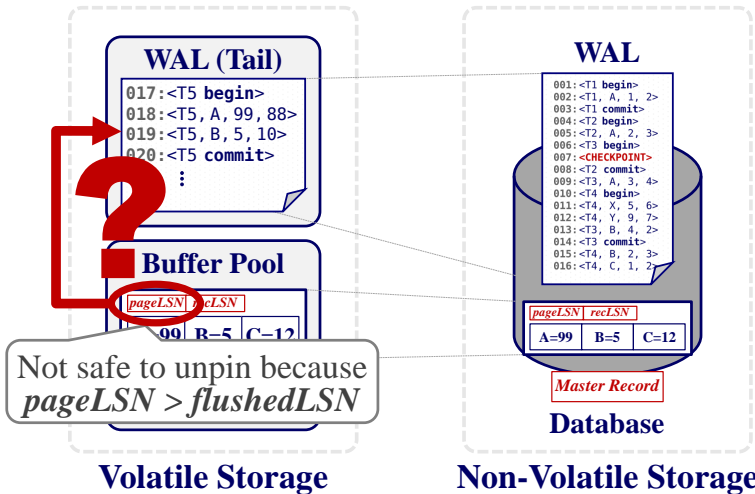 WAL (Tail)
017:<T5 begin>
018:<T5, A, 99, 88>
019:<T5, B, 5, 10>
020:<T5 commit>
⋮
?
Buffer Pool
pageLSN recLSN
=99 B=5 C=12
Not safe to unpin because
pageLSN > flushedLSN
Volatile Storage
WAL
001:<T1 begin>
002:<T1, A, 1, 2>
003:<T1 commit>
004:<T2 begin>
005:<T2, A, 2, 3>
006:<T3 begin>
007:<CHECKPOINT>
008:<T2 commit>
009:<T3, A, 3, 4>
010:<T4 begin>
011:<T4, X, 5, 6>
012:<T4, Y, 9, 7>
013:<T3, B, 4, 2>
014:<T3 commit>
015:<T4, B, 2, 3>
016:<T4, C, 1, 2>
pageLSN recLSN
A=99 B=5 C=12
Master Record
Database
Non-Volatile Storage